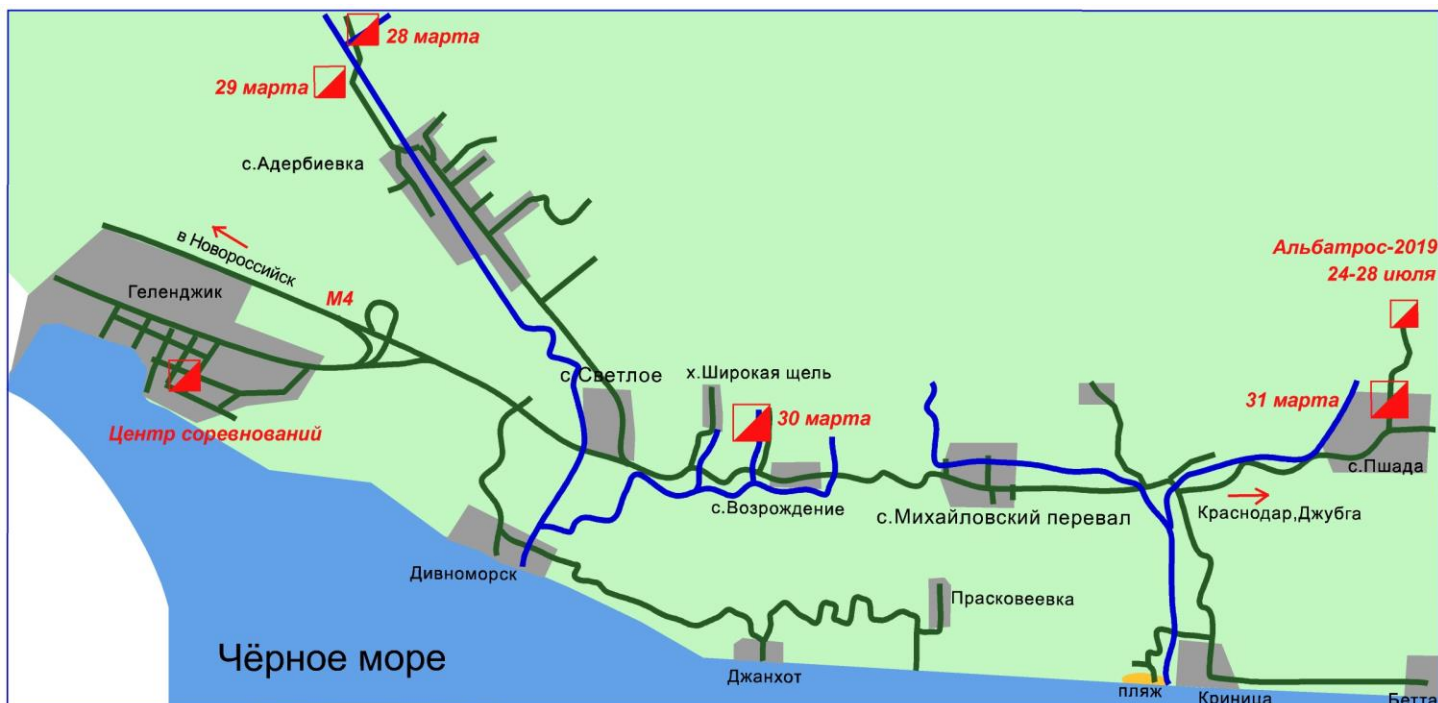 28 марта
29 марта
с.Адербиевка
в Новороссийск
Геленджик
М4
Альбатрос-2019
24-28 июля
с.Светлое
х.Широкая щель
30 марта
31 марта
Центр соревнований
с.Пшада
с.Возрождение
с.Михайловский перевал
Краснодар,Джубга
Дивноморск
Прасковеевка
Чёрное море
Джанхот
пляж
Криница
Бетта